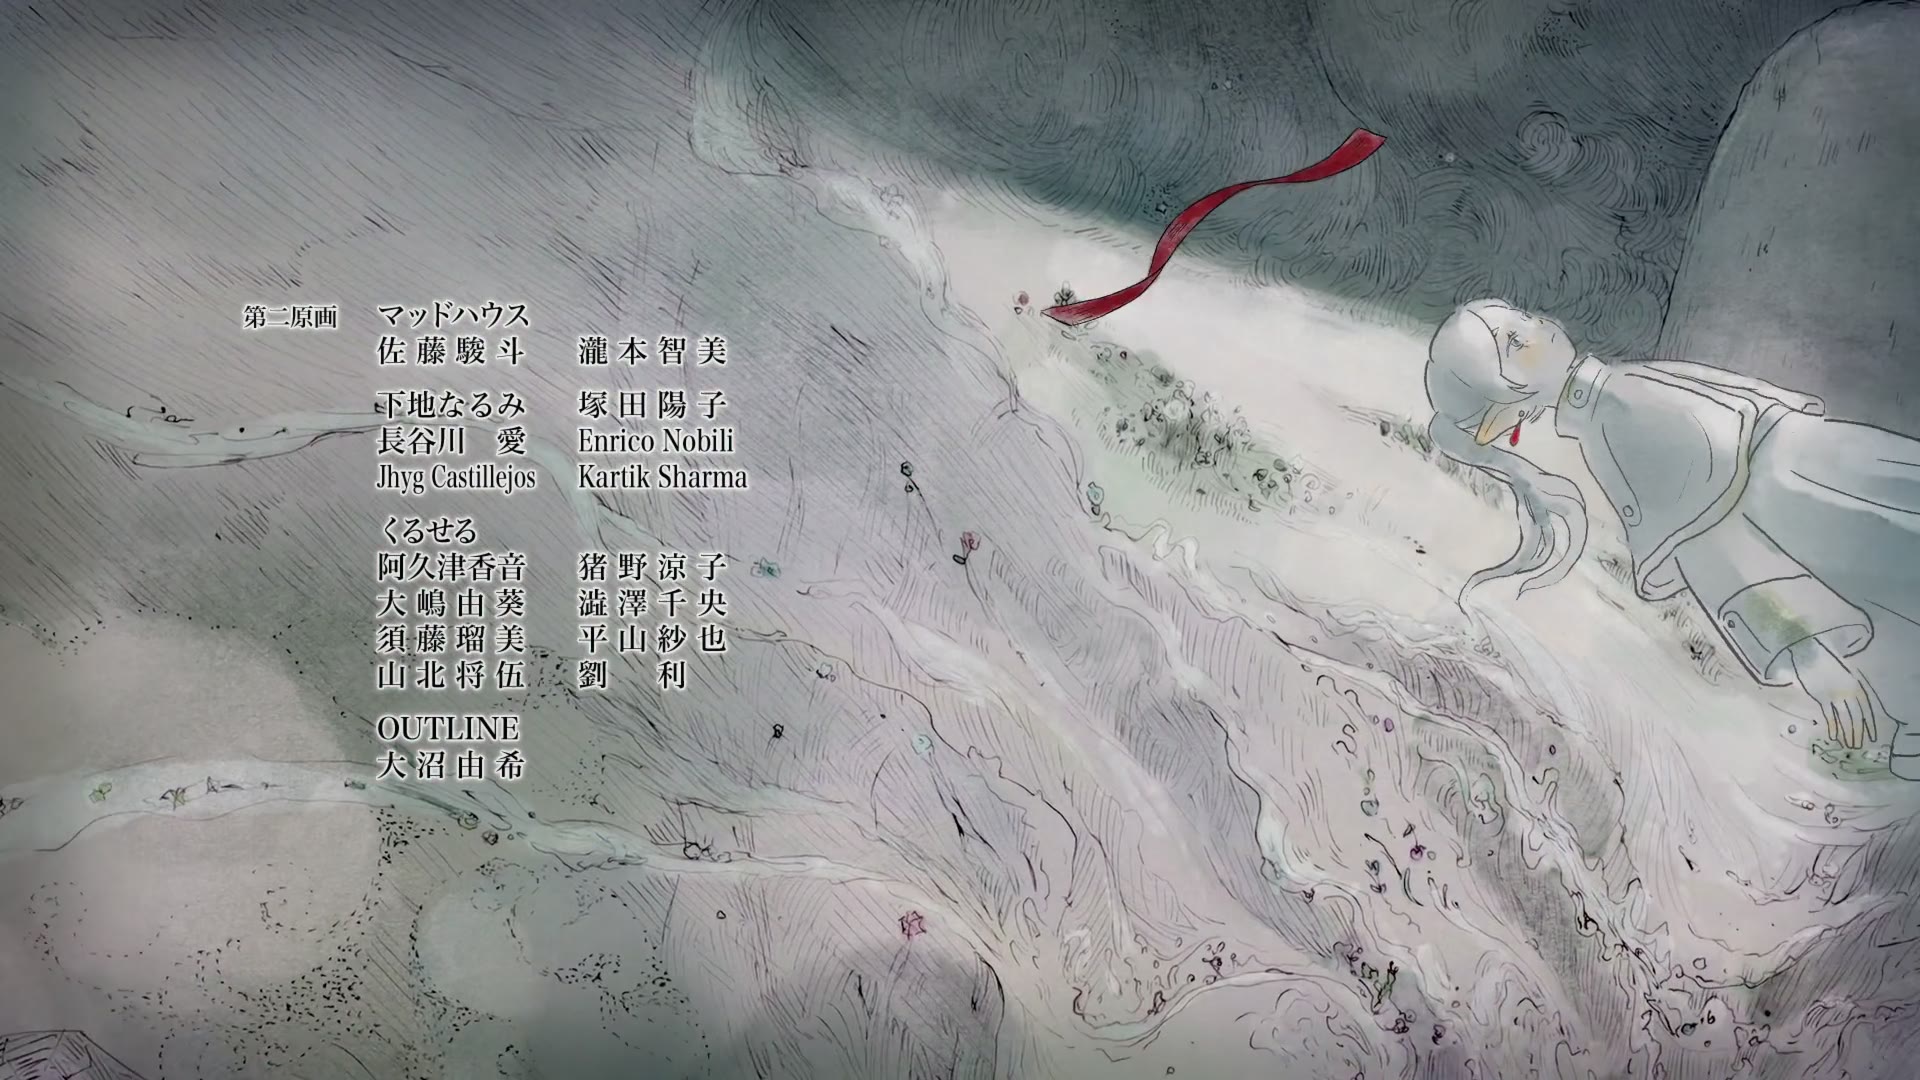 第二原画 マッドハウス
佐藤駿斗 瀧本智美
下地なるみ 塚田陽子
長谷川 愛 Enrico Nobili
Jhyg Castillejos Kartik Sharma
くるせる
阿久津香音 猪野涼子
大嶋由葵 澁澤千央
須藤瑠美 平山紗也
山北将伍 劉 利
OUTLINE
大沼由希